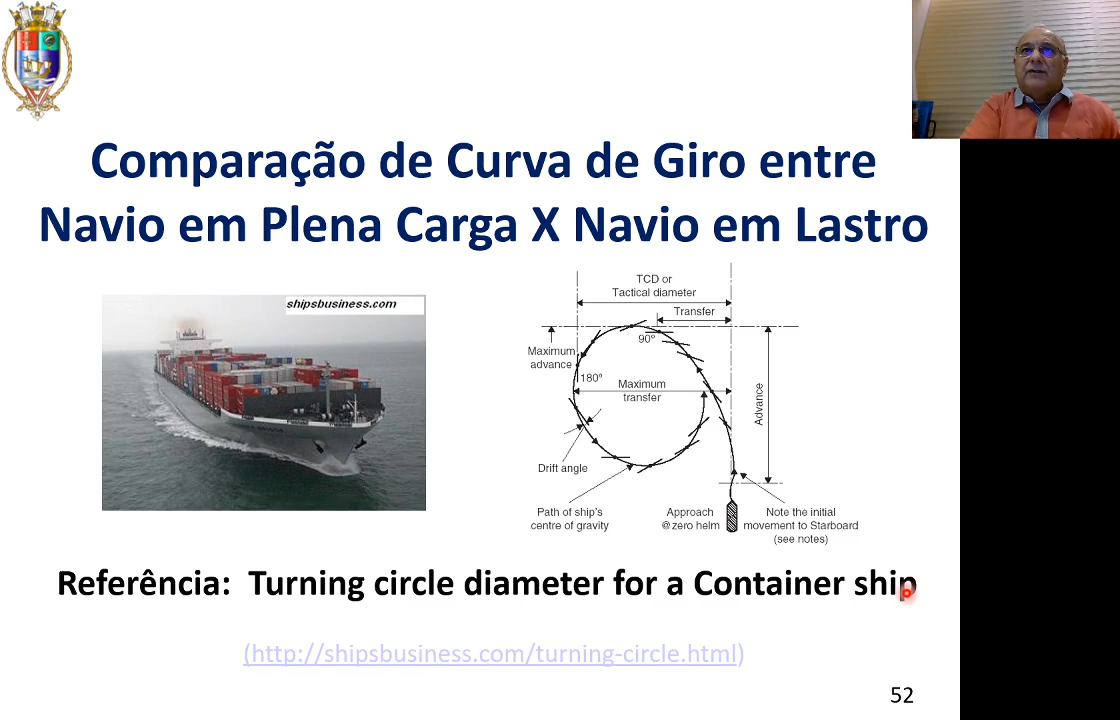 Comparação de Curva de Giro entre
Navio em Plena Carga X Navio em Lastro
shipsbusiness.com
TCD or
Tactical diameter
Transfer
90º
Maximum
advance
180º
Maximum
transfer
Advance
Drift angle
Path of ship's
centre of gravity
Approach
@zero helm
Note the initial
movement to Starboard
(see notes)
Referência: Turning circle diameter for a Container ship
(http://shipsbusiness.com/turning-circle.html)
52